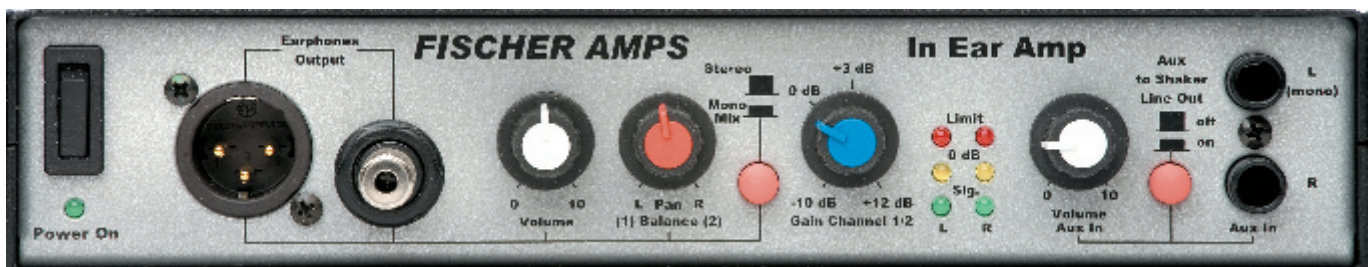 Earphones
Output
FISCHER AMPS
In Ear Amp
Stereo
Mono
Mix
0 dB
+3 dB
-10 dB
+12 dB
Gain Channel 1/2
Limit
0 dB
Sig.
L
R
Aux
to Shaker
Line Out
off
on
L
(mono)
R
Power On
0
10
Volume
L Pan R
(1) Balance (2)
0
10
Volume
Aux In
Aux In